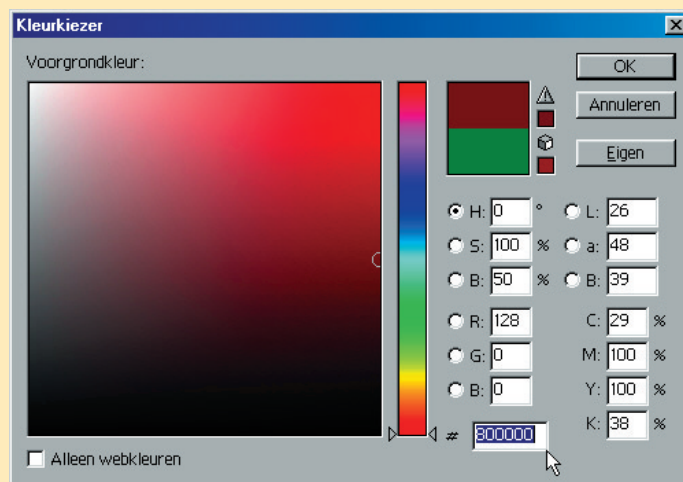 Kleurkiezer
Voorgrondkleur:
OK
Annuleren
Eigen
H: 0 °
L: 26
S: 100 %
a: 48
B: 50 %
B: 39
R: 128
C: 29 %
G: 0
M: 100 %
B: 0
Y: 100 %
# 800000
K: 38 %
Alleen webkleuren